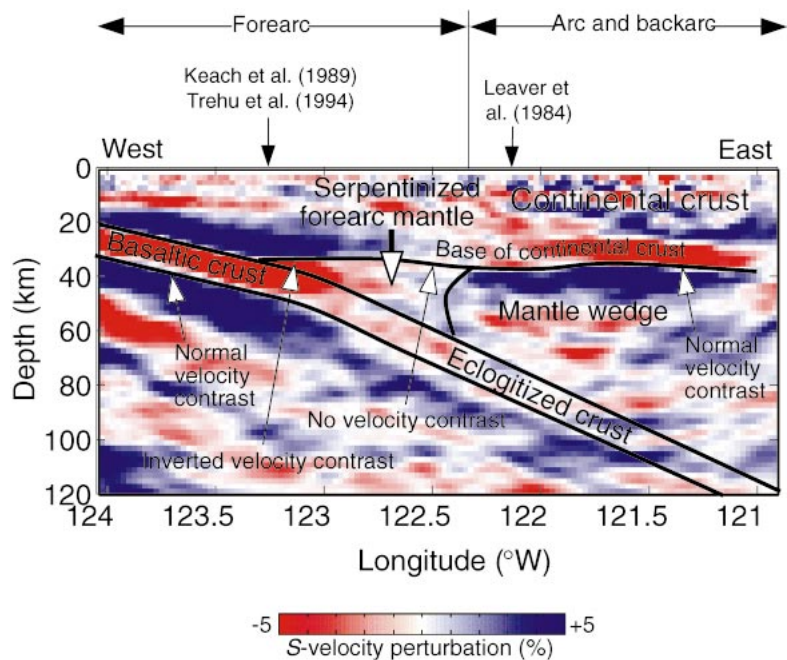 Forearc
Arc and backarc
Keach et al. (1989)
Trehu et al. (1994)
Leaver et
al. (1984)
West
East
0
20
40
60
80
100
120
Depth (km)
Serpentinized
forearc mantle
Continental crust
Basaltic crust
Base of continental crust
Mantle wedge
Normal
velocity
contrast
Eclogitized crust
Normal
velocity
contrast
No velocity contrast
Inverted velocity contrast
124
123.5
123
122.5
122
121.5
121
Longitude (°W)
-5
+5
S-velocity perturbation (%)